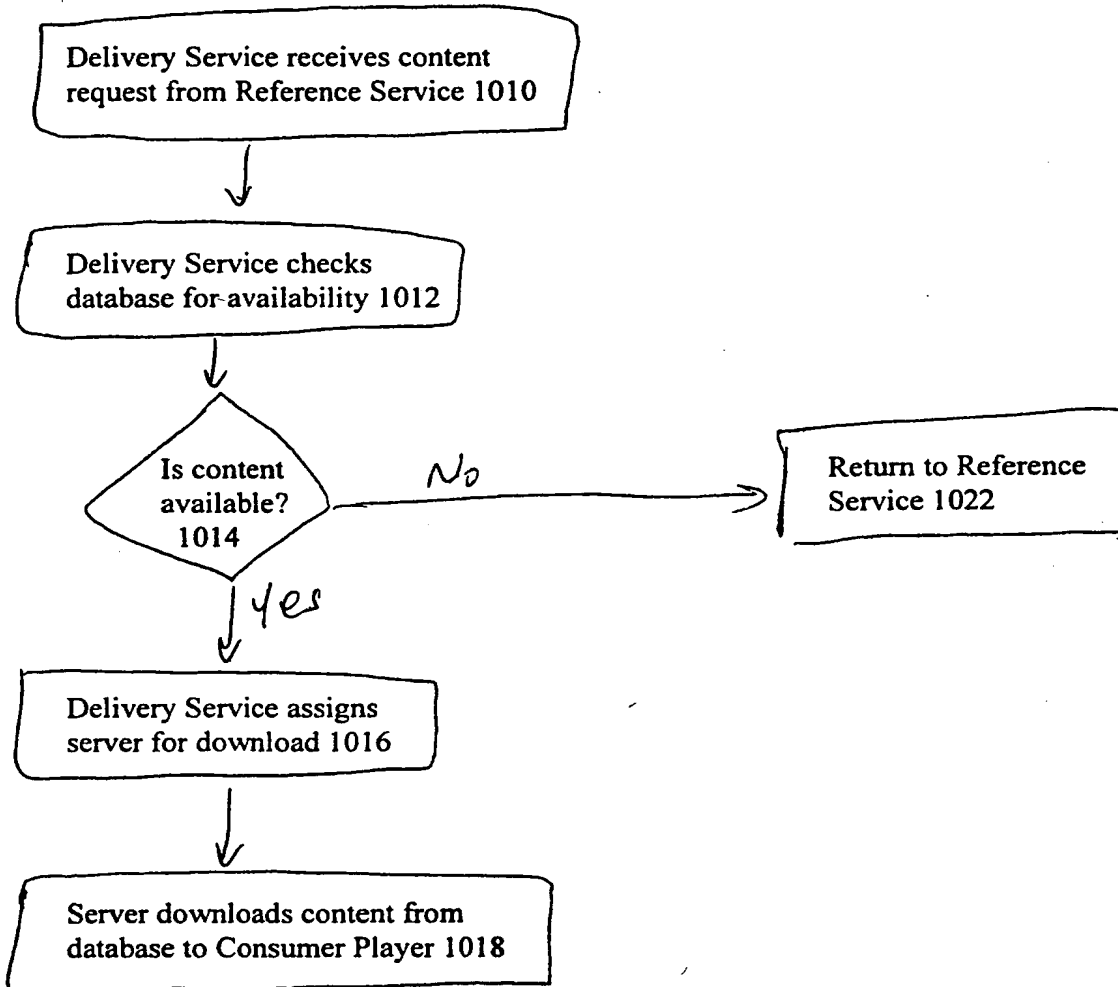 Delivery Service receives content
request from Reference Service 1010
Delivery Service checks
database for availability 1012
Is content
available?
1014
No
Return to Reference
Service 1022
Yes
Delivery Service assigns
server for download 1016
Server downloads content from
database to Consumer Player 1018